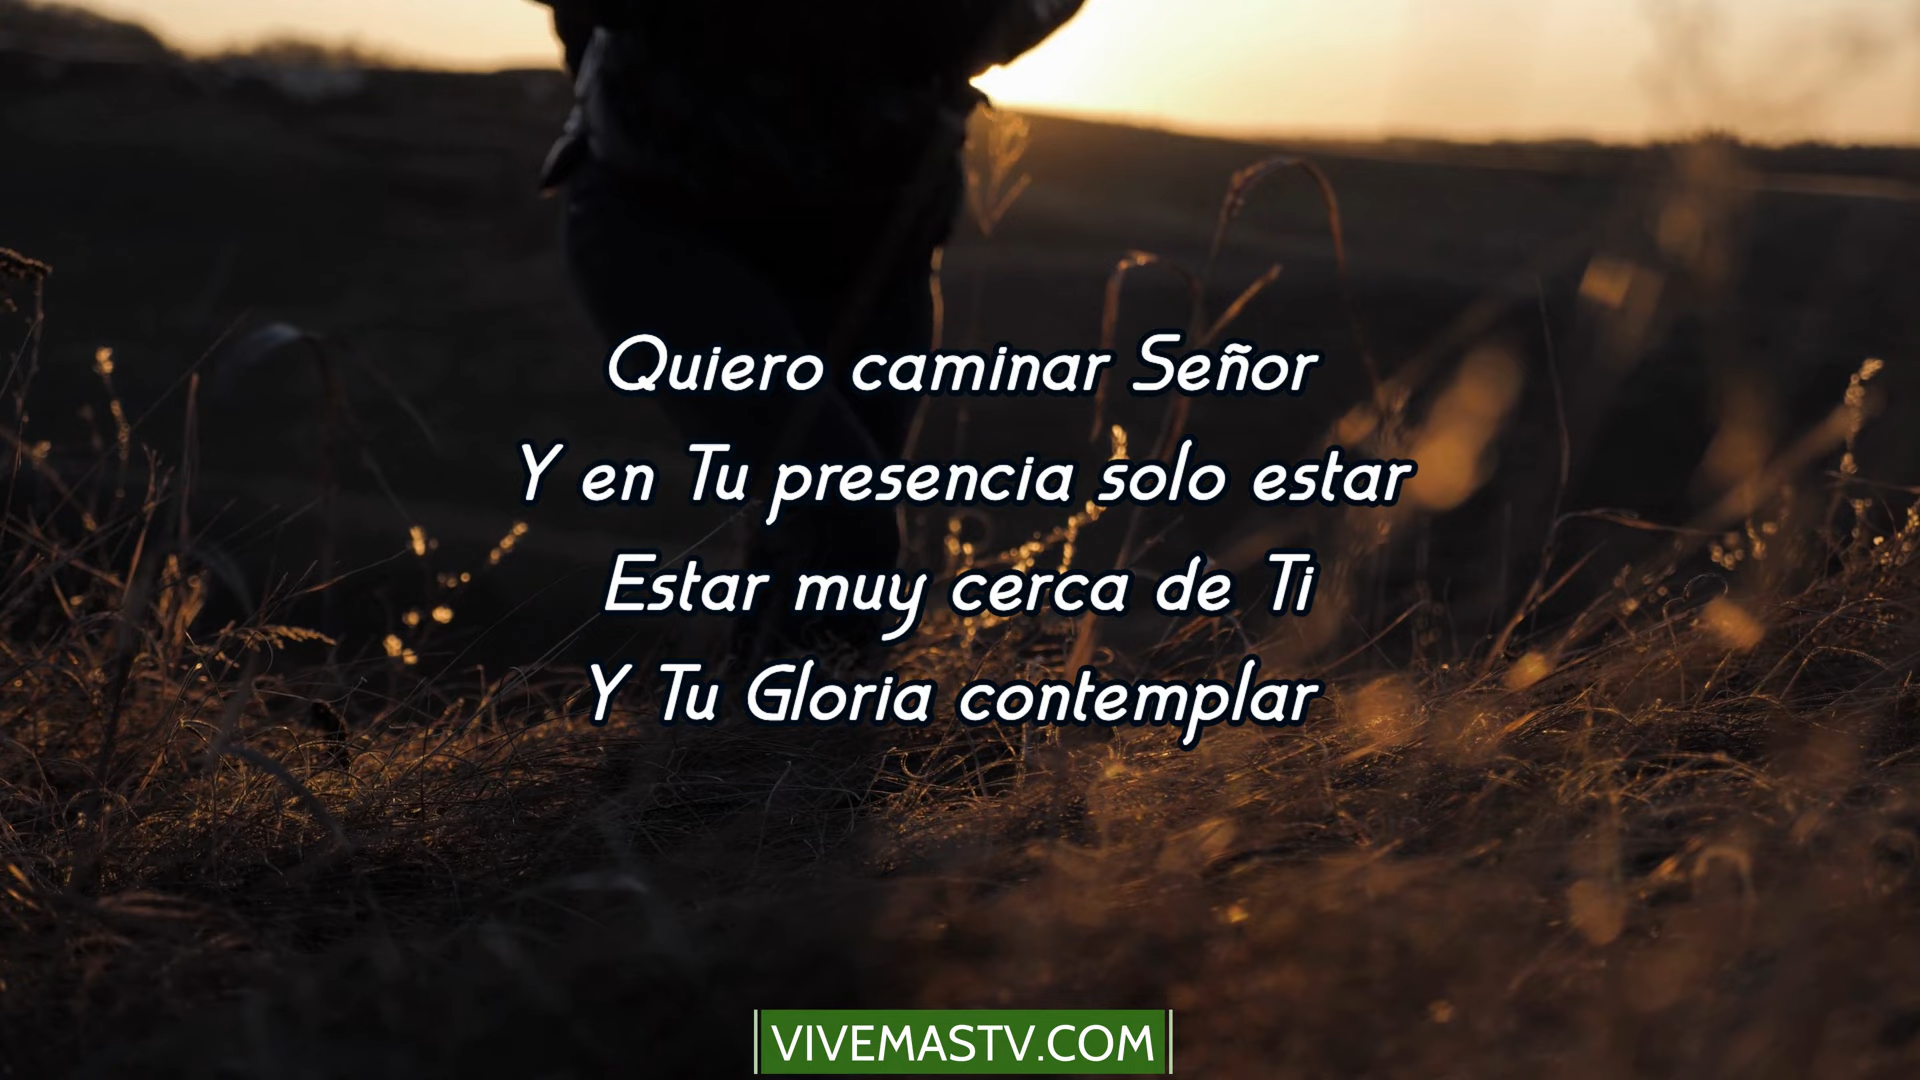 Quiero caminar Señor
Y en Tu presencia solo estar
Estar muy cerca de Ti
Y Tu Gloria contemplar
VIVEMASTV.COM